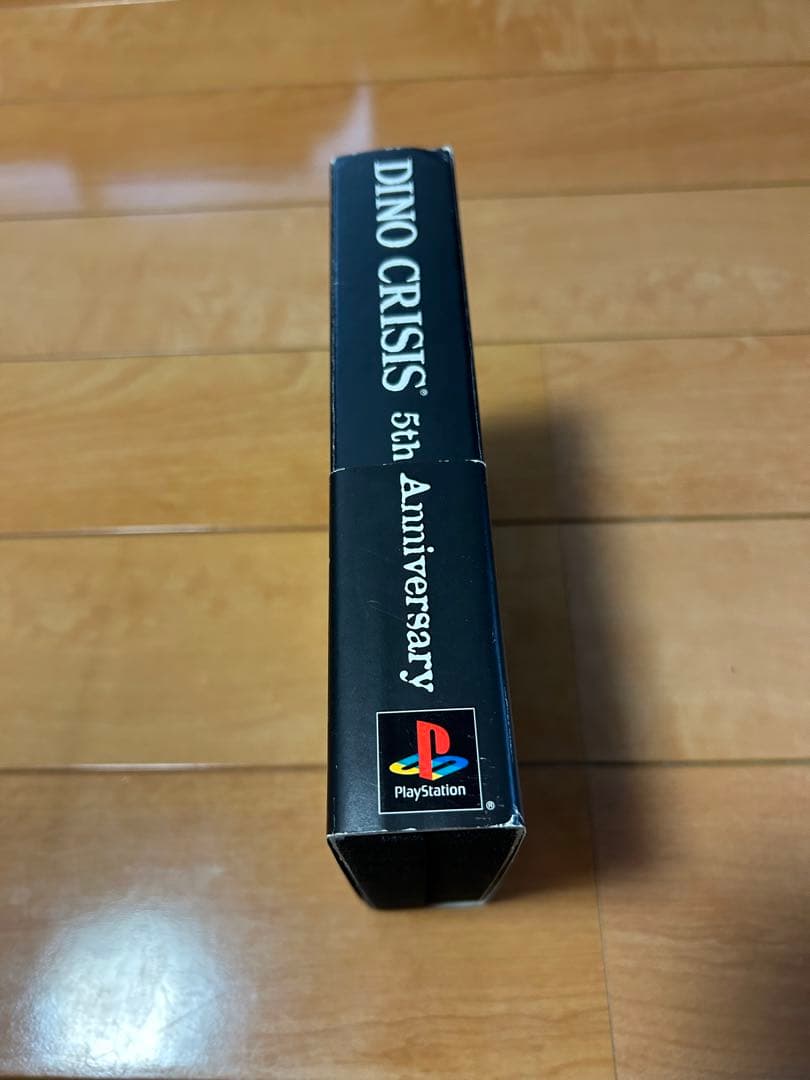 DINO CRISIS® 5th Anniversary
PlayStation
®